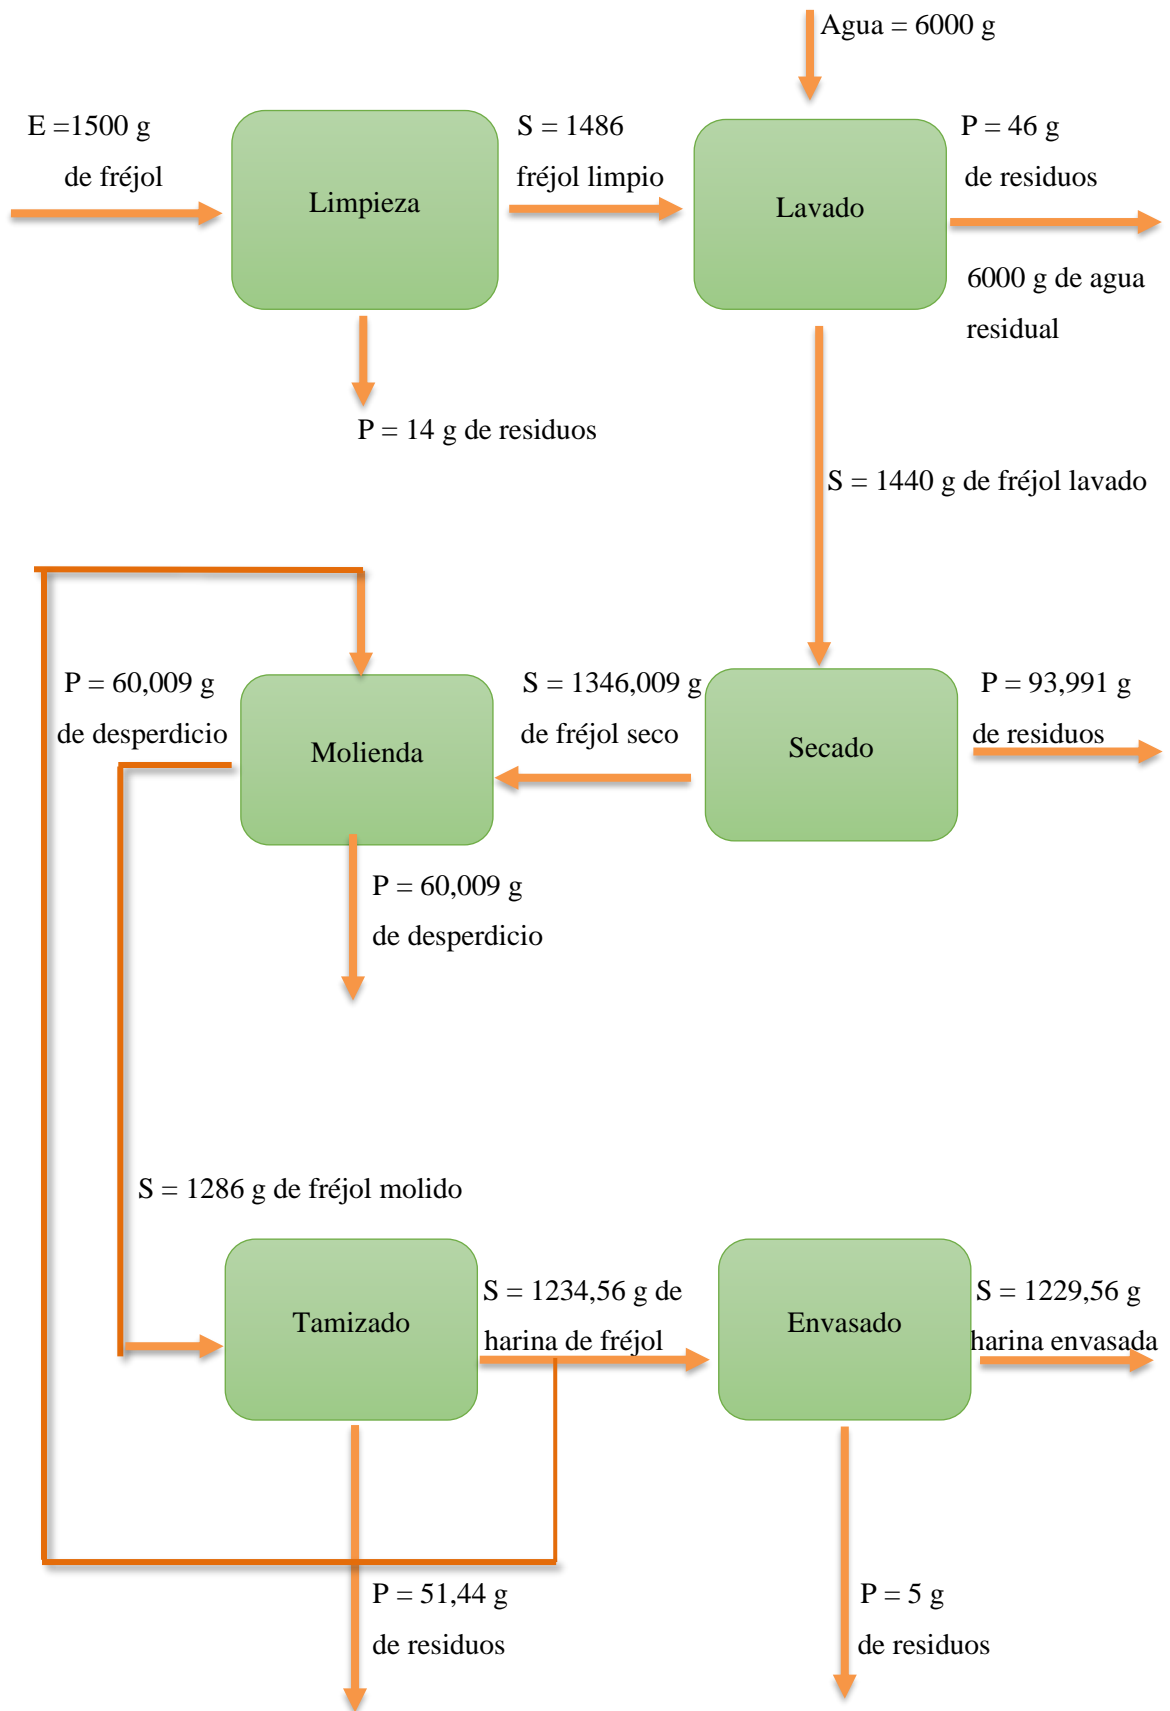 Agua = 6000 g
E =1500 g
de fréjol
Limpieza
S = 1486
fréjol limpio
Lavado
P = 46 g
de residuos
6000 g de agua
residual
P = 14 g de residuos
S = 1440 g de fréjol lavado
P = 60,009 g
de desperdicio
Molienda
S = 1346,009 g
de fréjol seco
Secado
P = 93,991 g
de residuos
P = 60,009 g
de desperdicio
S = 1286 g de fréjol molido
Tamizado
S = 1234,56 g de
harina de fréjol
Envasado
S = 1229,56 g
harina envasada
P = 51,44 g
de residuos
P = 5 g
de residuos